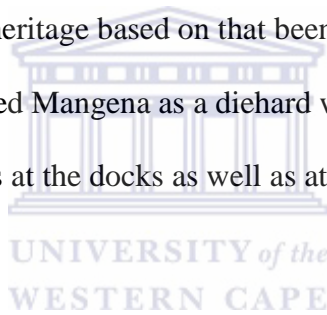 heritage based on that been
ed Mangena as a diehard
s at the docks as well as at
UNIVERSITY of the
WESTERN CAPE